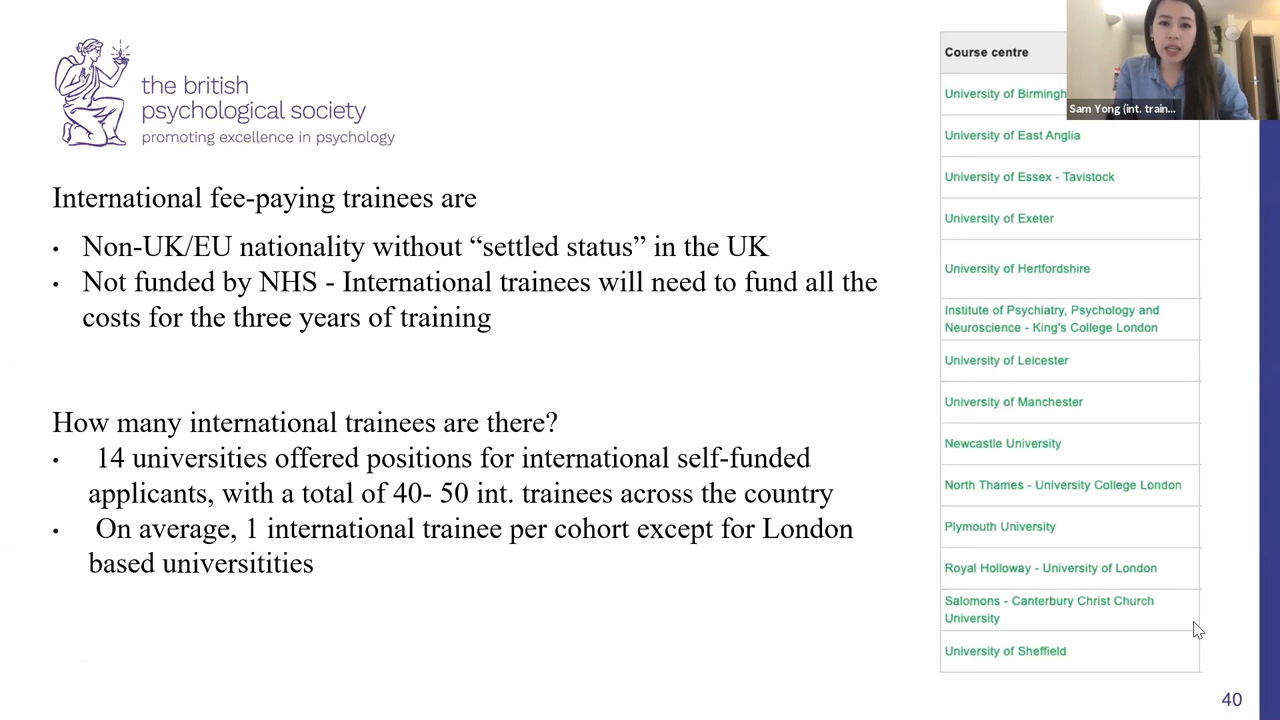 the british
psychological society
promoting excellence in psychology
International fee-paying trainees are
• Non-UK/EU nationality without “settled status” in the UK
• Not funded by NHS - International trainees will need to fund all the
costs for the three years of training
How many international trainees are there?
• 14 universities offered positions for international self-funded
applicants, with a total of 40- 50 int. trainees across the country
• On average, 1 international trainee per cohort except for London
based universitities
Course centre
University of Birmingh
University of East Anglia
University of Essex - Tavistock
University of Exeter
University of Hertfordshire
Institute of Psychiatry, Psychology and
Neuroscience - King's College London
University of Leicester
University of Manchester
Newcastle University
North Thames - University College London
Plymouth University
Royal Holloway - University of London
Salomons - Canterbury Christ Church
University
University of Sheffield
Sam Yong (int. train...
40